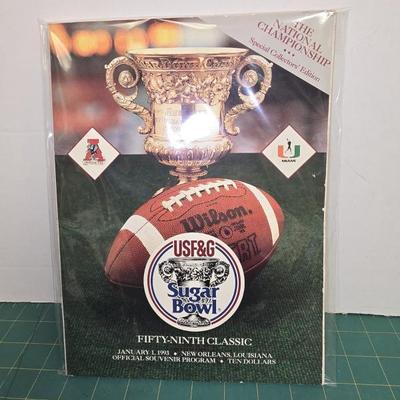 THE
NATIONAL
CHAMPIONSHIP
Special Collectors' Edition
A
U
MIAMI
Wilson
USF&G
Sugar
Bowl
FIFTY-NINTH CLASSIC
JANUARY 1, 1993 • NEW ORLEANS, LOUISIANA
OFFICIAL SOUVENIR PROGRAM • TEN DOLLARS